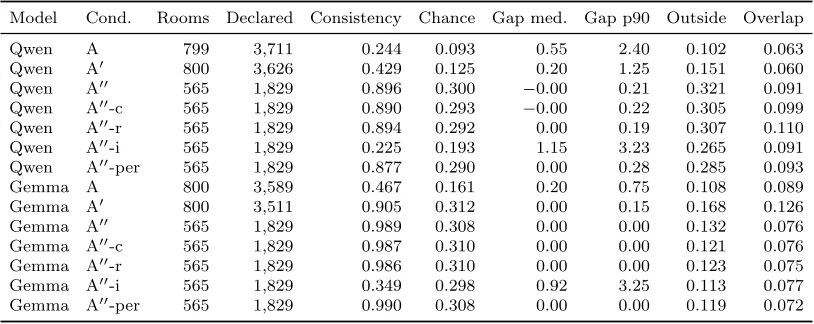 Model Cond. Rooms Declared Consistency Chance Gap med. Gap p90 Outside Overlap
Qwen A 799 3,711 0.244 0.093 0.55 2.40 0.102 0.063
Qwen A′ 800 3,626 0.429 0.125 0.20 1.25 0.151 0.060
Qwen A″ 565 1,829 0.896 0.300 −0.00 0.21 0.321 0.091
Qwen A″-c 565 1,829 0.890 0.293 −0.00 0.22 0.305 0.099
Qwen A″-r 565 1,829 0.894 0.292 0.00 0.19 0.307 0.110
Qwen A″-i 565 1,829 0.225 0.193 1.15 3.23 0.265 0.091
Qwen A″-per 565 1,829 0.877 0.290 0.00 0.28 0.285 0.093
Gemma A 800 3,589 0.467 0.161 0.20 0.75 0.108 0.089
Gemma A′ 800 3,511 0.905 0.312 0.00 0.15 0.168 0.126
Gemma A″ 565 1,829 0.989 0.308 0.00 0.00 0.132 0.076
Gemma A″-c 565 1,829 0.987 0.310 0.00 0.00 0.121 0.076
Gemma A″-r 565 1,829 0.986 0.310 0.00 0.00 0.123 0.075
Gemma A″-i 565 1,829 0.349 0.298 0.92 3.25 0.113 0.077
Gemma A″-per 565 1,829 0.990 0.308 0.00 0.00 0.119 0.072